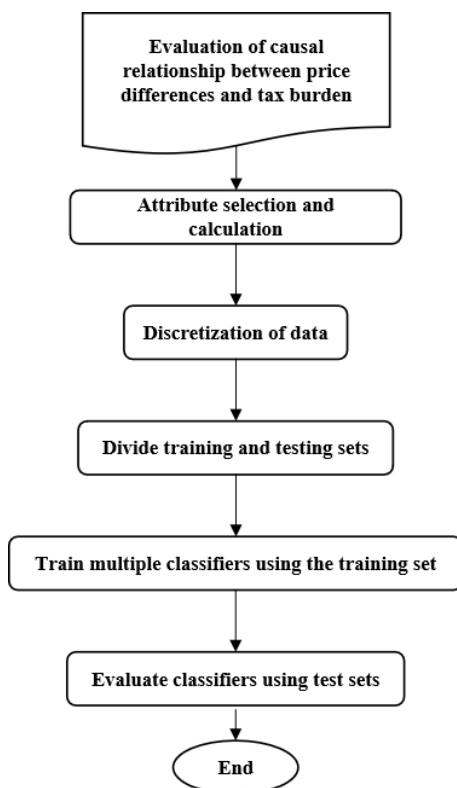 Evaluation of causal
relationship between price
differences and tax burden
Attribute selection and
calculation
Discretization of data
Divide training and testing sets
Train multiple classifiers using the training set
Evaluate classifiers using test sets
End